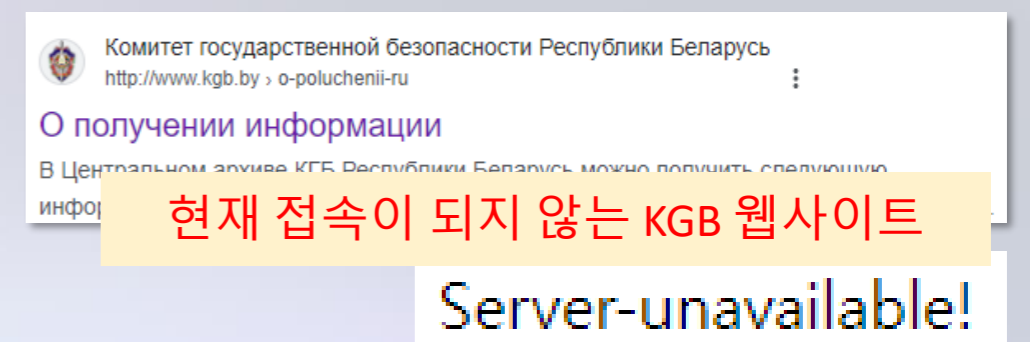 Комитет государственной безопасности Республики Беларусь
http://www.kgb.by › o-poluchenii-ru
О получении информации
В Центральном архиве КГБ Республики Беларусь можно получить следующую
현재 접속이 되지 않는 KGB 웹사이트
Server-unavailable!